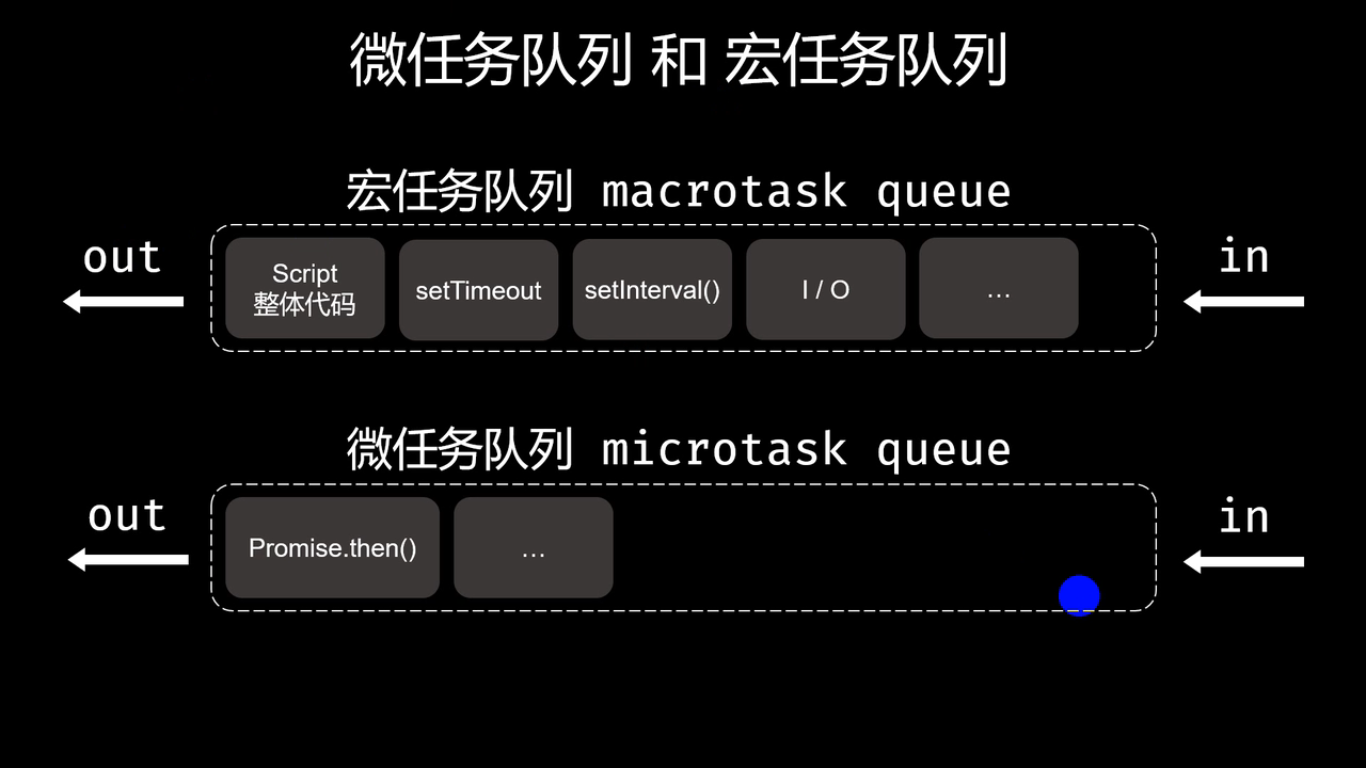 微任务队列 和 宏任务队列
宏任务队列 macrotask queue
out
in
Script
整体代码
setTimeout
setInterval()
I / O
…
微任务队列 microtask queue
out
in
Promise.then()
…